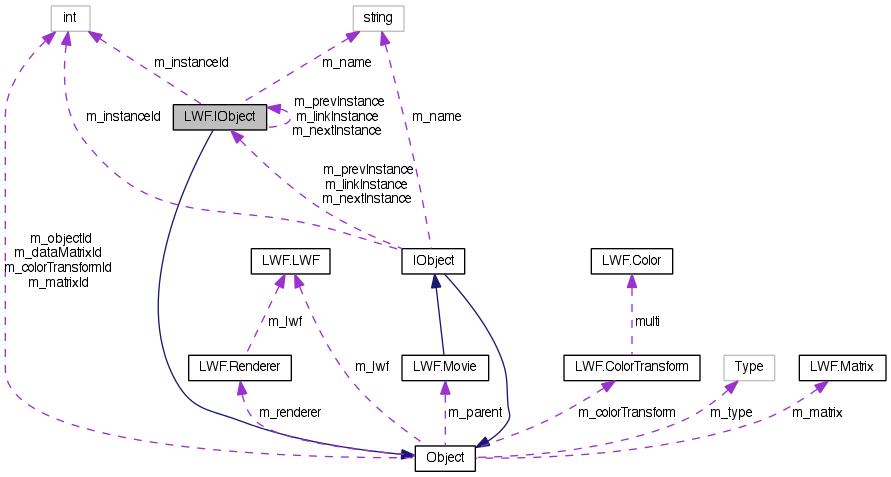 int
string
m_instanceId
m_name
LWF.IObject
m_prevInstance
m_linkInstance
m_nextInstance
m_instanceId
m_name
m_prevInstance
m_linkInstance
m_nextInstance
m_objectId
m_dataMatrixId
m_colorTransformId
m_matrixId
LWF.LWF
IObject
LWF.Color
m_lwf
multi
LWF.Renderer
m_lwf
LWF.Movie
LWF.ColorTransform
Type
LWF.Matrix
m_renderer
m_parent
m_colorTransform
m_type
m_matrix
Object